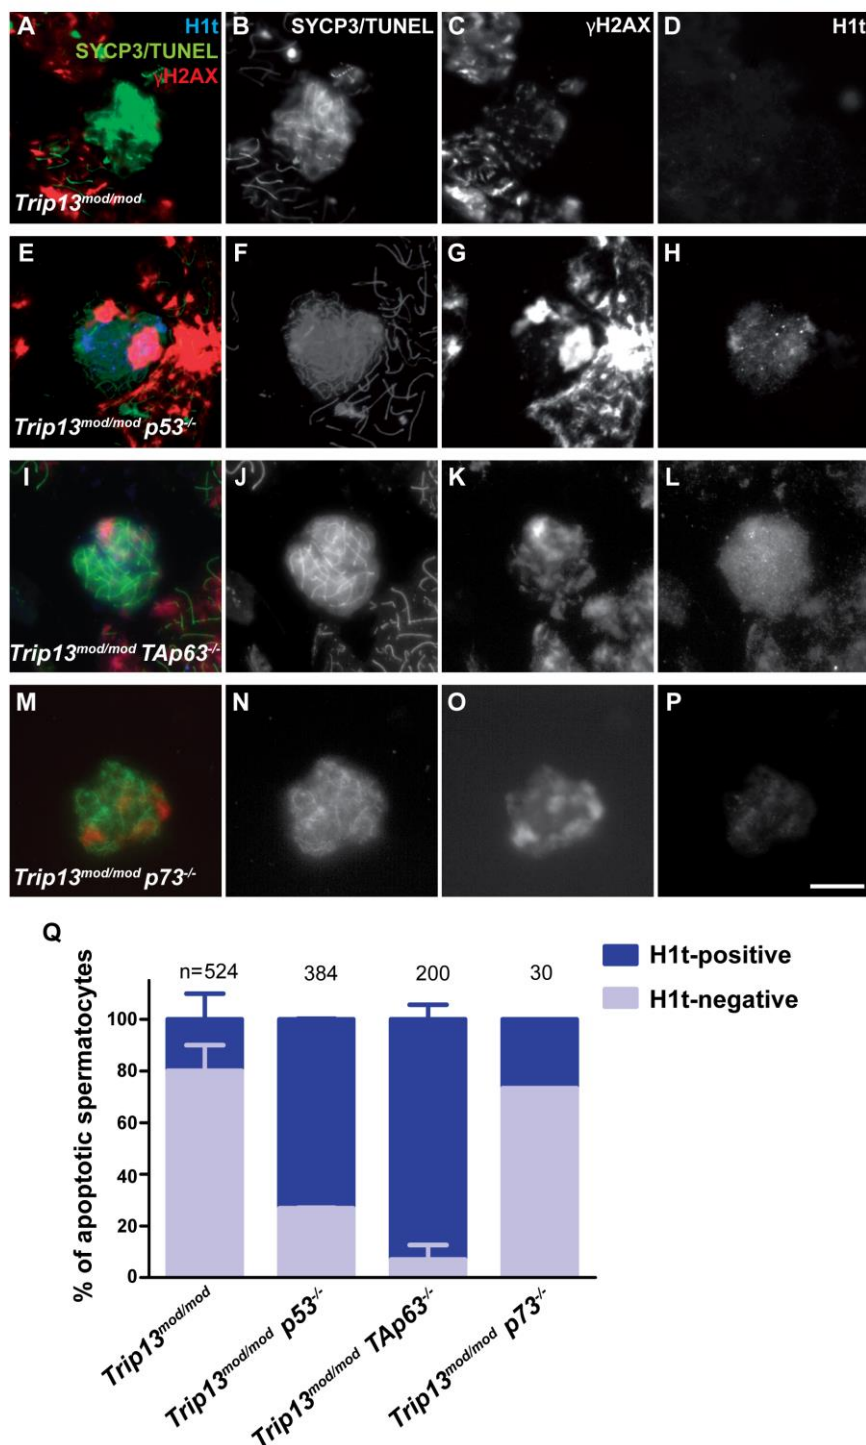 A H1t
SYCP3/TUNEL
γH2AX
Trip13mod/mod
B SYCP3/TUNEL
C γH2AX
D H1t
E
Trip13mod/mod p53-/-
F
G
H
I
Trip13mod/mod TAp63-/-
J
K
L
M
Trip13mod/mod p73-/-
N
O
P
Q
n=524 384 200 30
H1t-positive
H1t-negative
% of apoptotic spermatocytes
100
80
60
40
20
0
Trip13mod/mod
Trip13mod/mod p53-/-
Trip13mod/mod TAp63-/-
Trip13mod/mod p73-/-